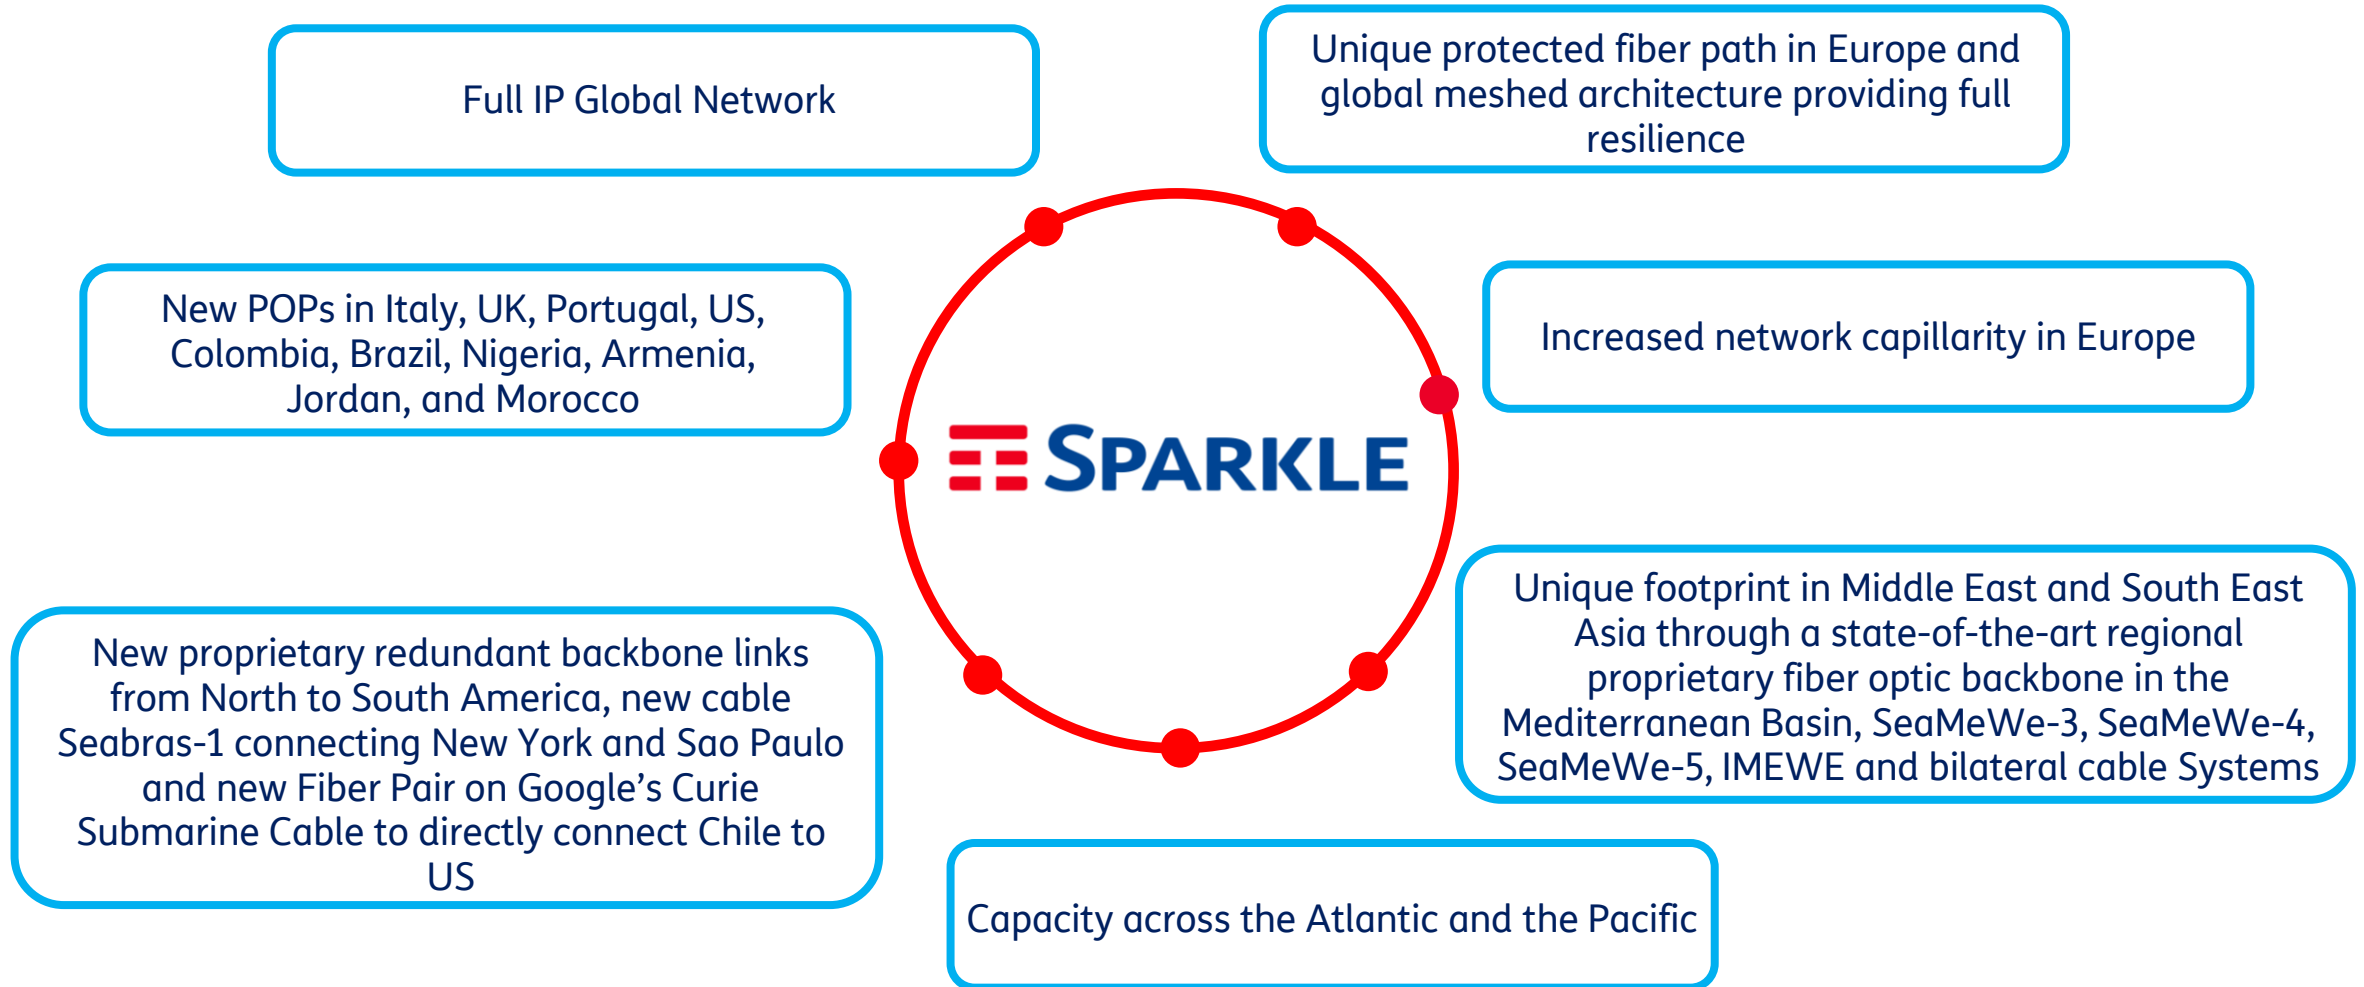 Full IP Global Network
Unique protected fiber path in Europe and
global meshed architecture providing full
resilience
New POPs in Italy, UK, Portugal, US,
Colombia, Brazil, Nigeria, Armenia,
Jordan, and Morocco
Increased network capillarity in Europe
SPARKLE
New proprietary redundant backbone links
from North to South America, new cable
Seabras-1 connecting New York and Sao Paulo
and new Fiber Pair on Google’s Curie
Submarine Cable to directly connect Chile to
US
Unique footprint in Middle East and South East
Asia through a state-of-the-art regional
proprietary fiber optic backbone in the
Mediterranean Basin, SeaMeWe-3, SeaMeWe-4,
SeaMeWe-5, IMEWE and bilateral cable Systems
Capacity across the Atlantic and the Pacific